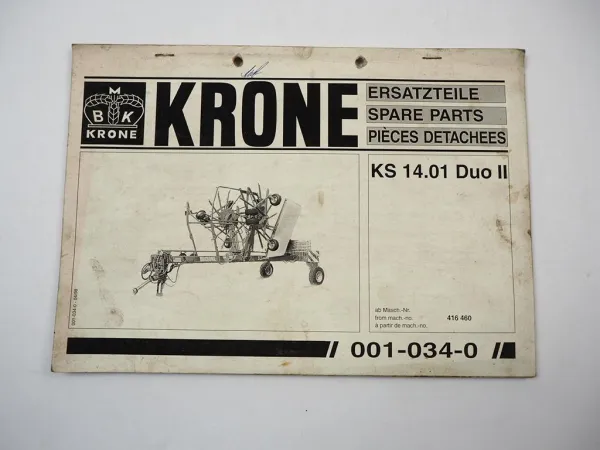 M
B K
KRONE
KRONE
ERSATZTEILE
SPARE PARTS
PIÈCES DETACHEES
KS 14.01 Duo II
ab Masch.-Nr.
from mach.-no. 416 460
à partir de mach.-no.
001-034-0